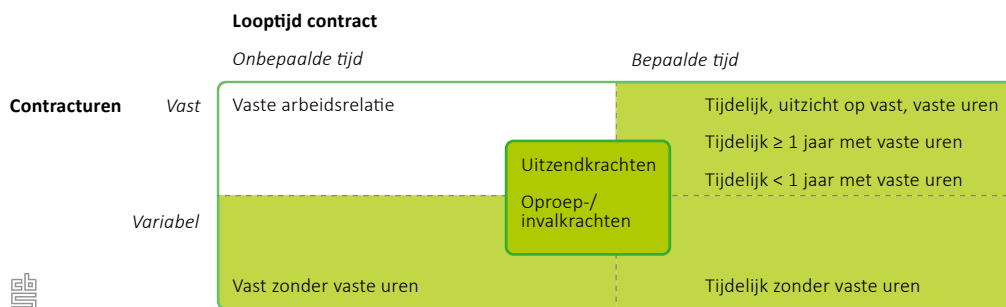 Looptijd contract
Onbepaalde tijd
Bepaalde tijd
Contracturen
Vast
Vaste arbeidsrelatie
Tijdelijk, uitzicht op vast, vaste uren
Tijdelijk ≥ 1 jaar met vaste uren
Tijdelijk < 1 jaar met vaste uren
Uitzendkrachten
Oproep-/
invalkrachten
Variabel
Vast zonder vaste uren
Tijdelijk zonder vaste uren